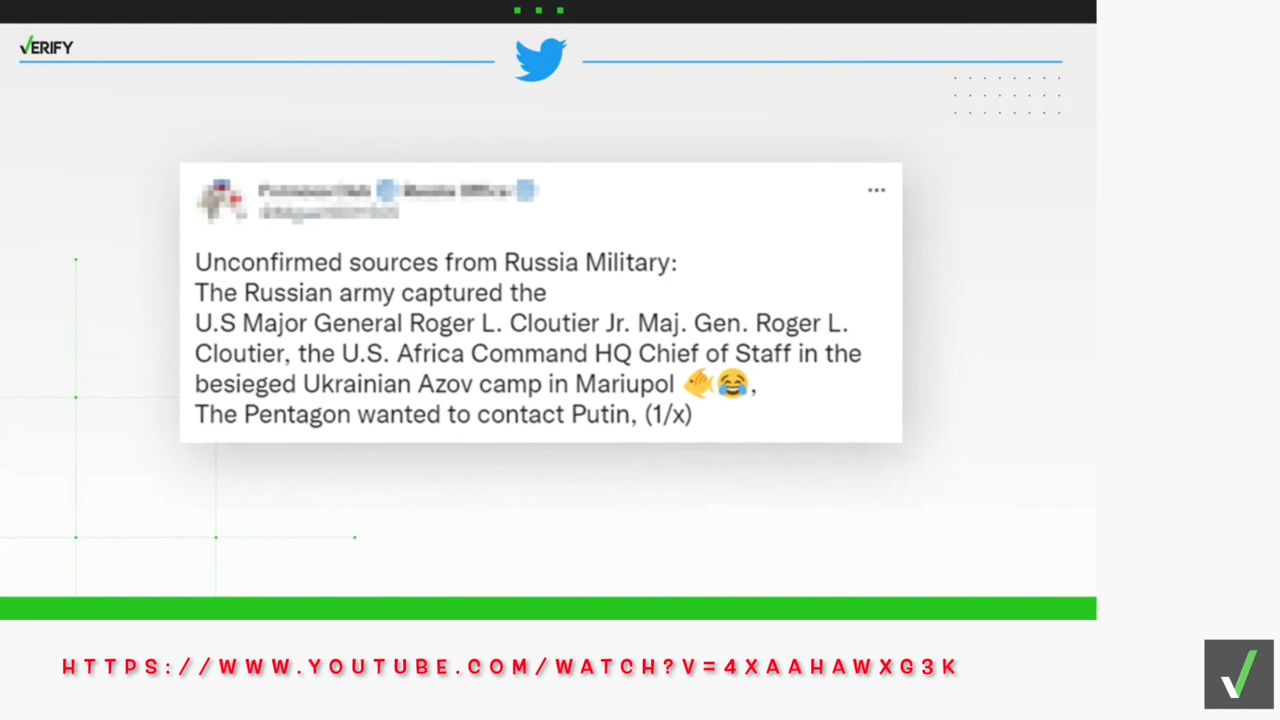 VERIFY
Unconfirmed sources from Russia Military:
The Russian army captured the
U.S Major General Roger L. Cloutier Jr. Maj. Gen. Roger L.
Cloutier, the U.S. Africa Command HQ Chief of Staff in the
besieged Ukrainian Azov camp in Mariupol 🐠😂,
The Pentagon wanted to contact Putin, (1/x)
HTTPS://WWW.YOUTUBE.COM/WATCH?V=4XAAHAWXG3K